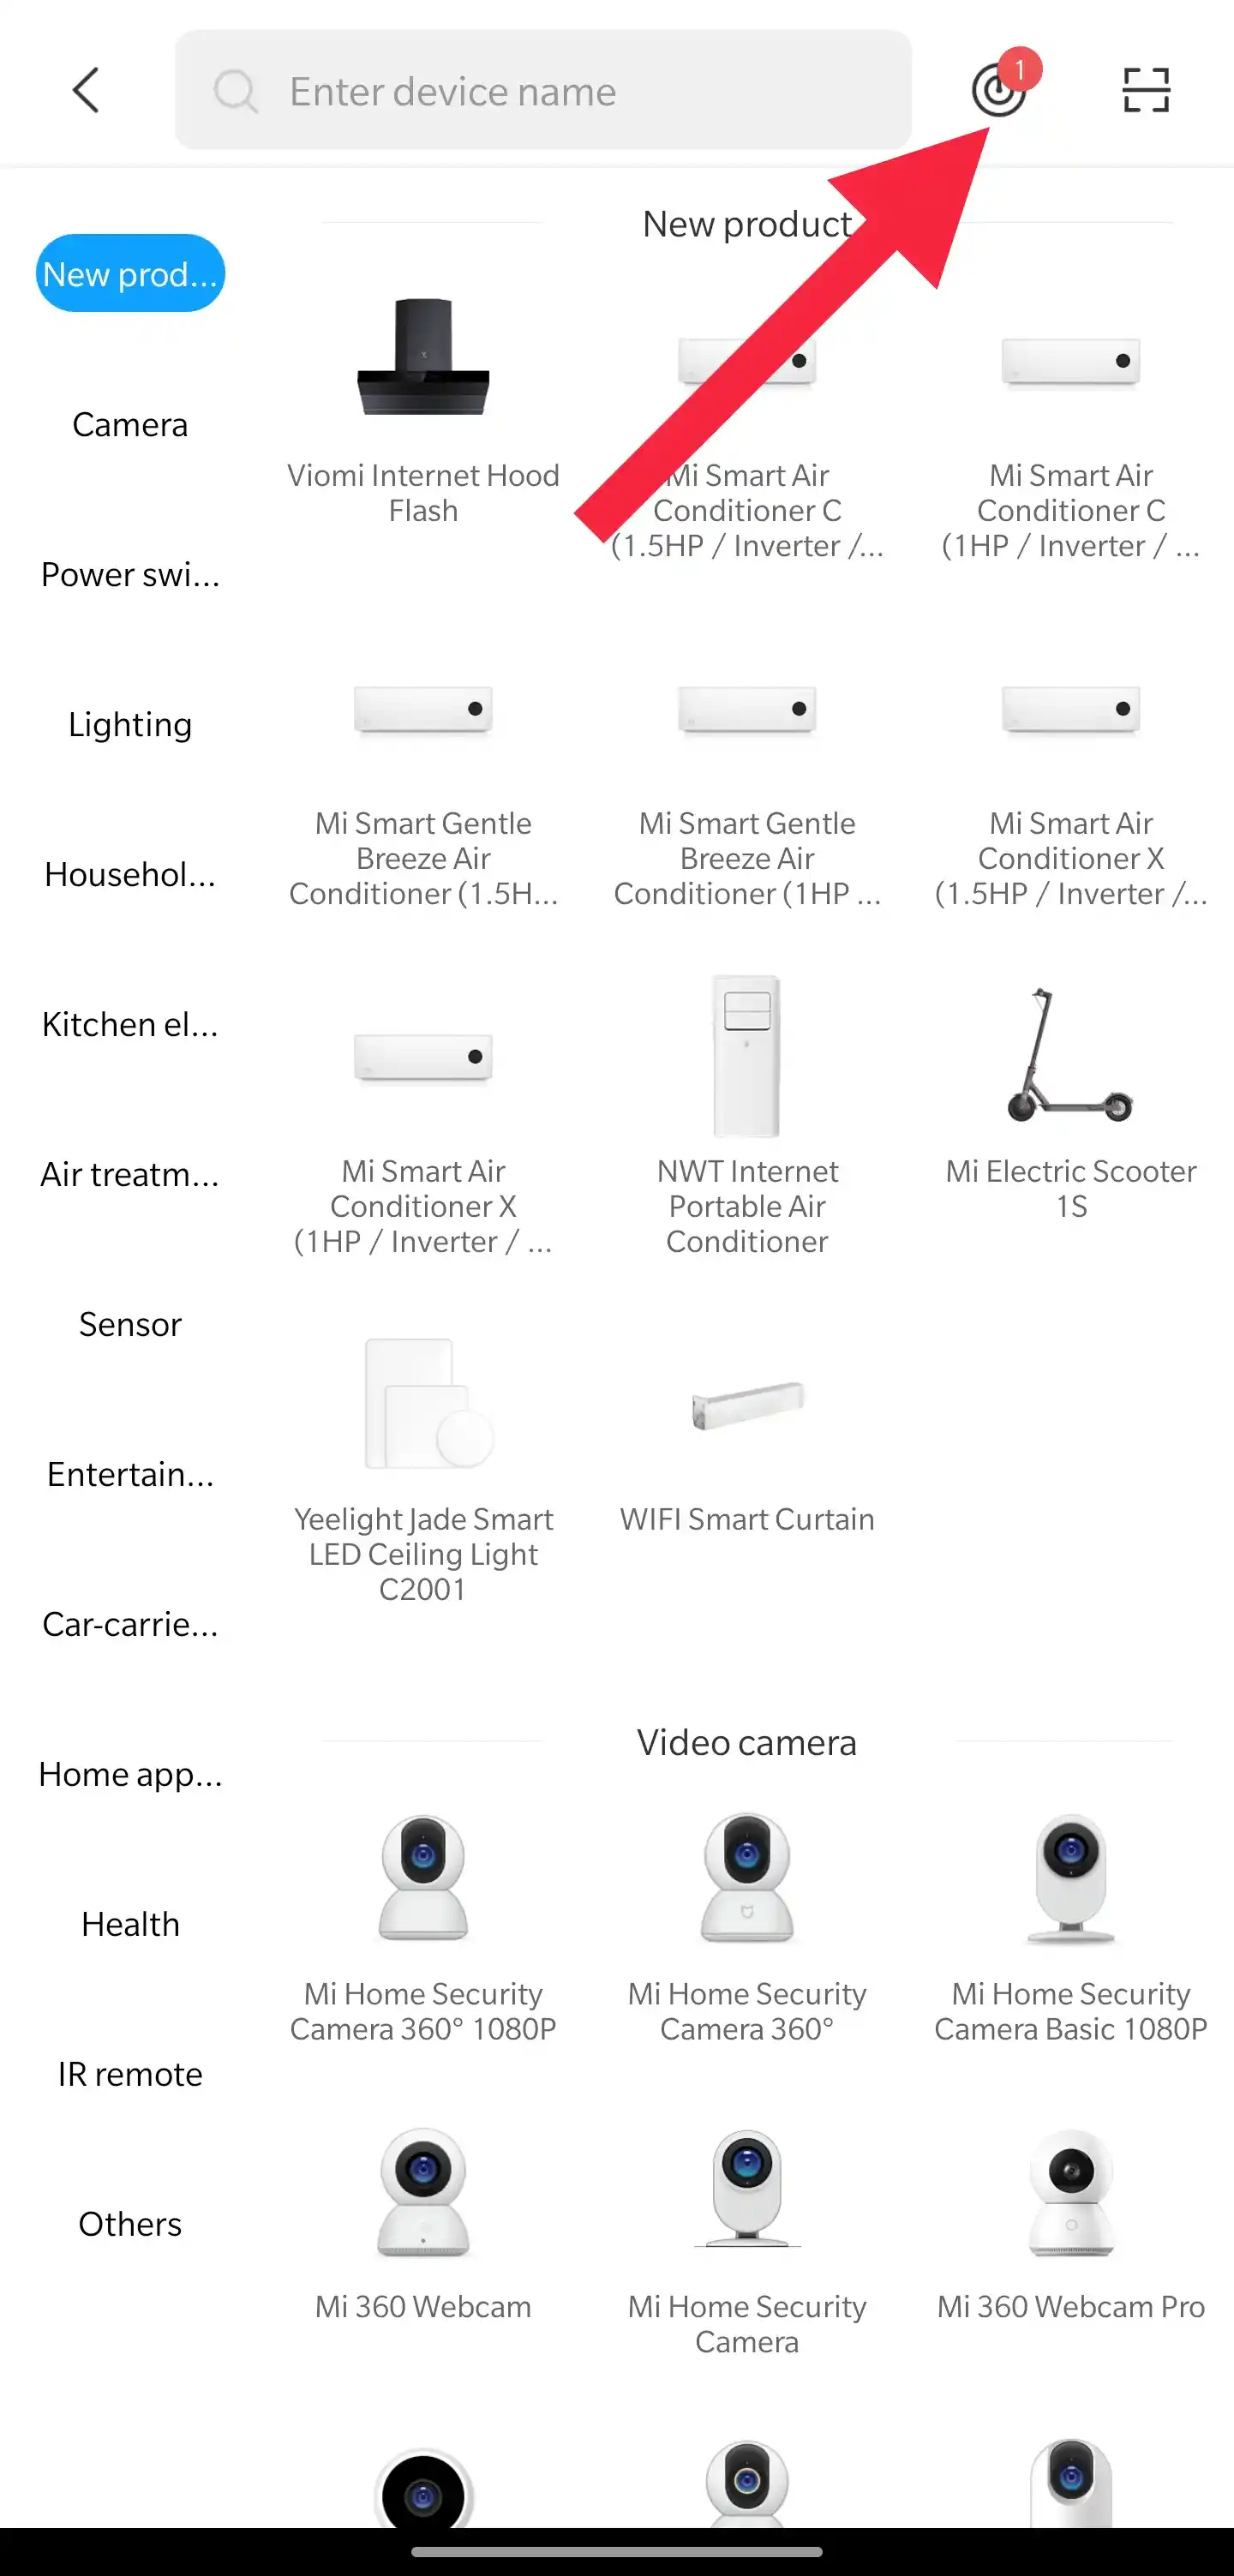 Enter device name
1
New product
New prod...
Camera
Power swi...
Lighting
Househol...
Kitchen el...
Air treatm...
Sensor
Entertain...
Car-carrie...
Home app...
Health
IR remote
Others
Viomi Internet Hood
Flash
Mi Smart Air
Conditioner C
(1.5HP / Inverter /...
Mi Smart Air
Conditioner C
(1HP / Inverter / ...
Mi Smart Gentle
Breeze Air
Conditioner (1.5H...
Mi Smart Gentle
Breeze Air
Conditioner (1HP ...
Mi Smart Air
Conditioner X
(1.5HP / Inverter /...
Mi Smart Air
Conditioner X
(1HP / Inverter / ...
NWT Internet
Portable Air
Conditioner
Mi Electric Scooter
1S
Yeelight Jade Smart
LED Ceiling Light
C2001
WIFI Smart Curtain
Video camera
Mi Home Security
Camera 360° 1080P
Mi Home Security
Camera 360°
Mi Home Security
Camera Basic 1080P
Mi 360 Webcam
Mi Home Security
Camera
Mi 360 Webcam Pro